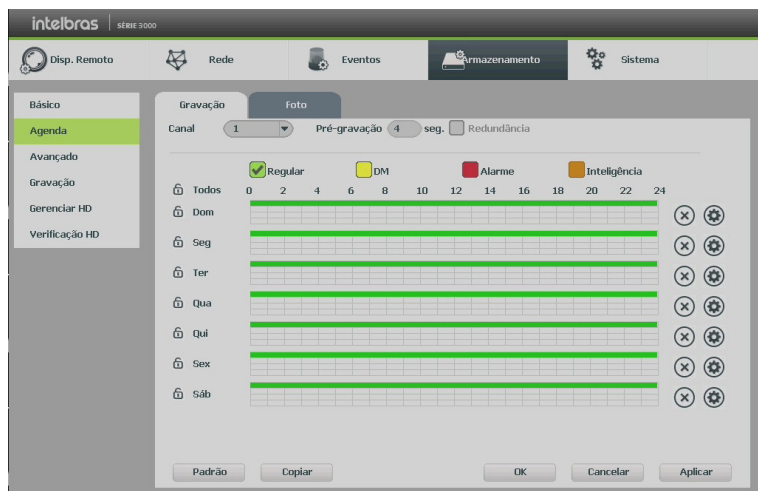 intelbras SÉRIE 3000
Disp. Remoto Rede Eventos Armazenamento Sistema
Básico
Agenda
Avançado
Gravação
Gerenciar HD
Verificação HD
Gravação Foto
Canal 1 Pré-gravação 4 seg. Redundância
Regular DM Alarme Inteligência
Todos 0 2 4 6 8 10 12 14 16 18 20 22 24
Dom
Seg
Ter
Qua
Qui
Sex
Sáb
Padrão Copiar OK Cancelar Aplicar